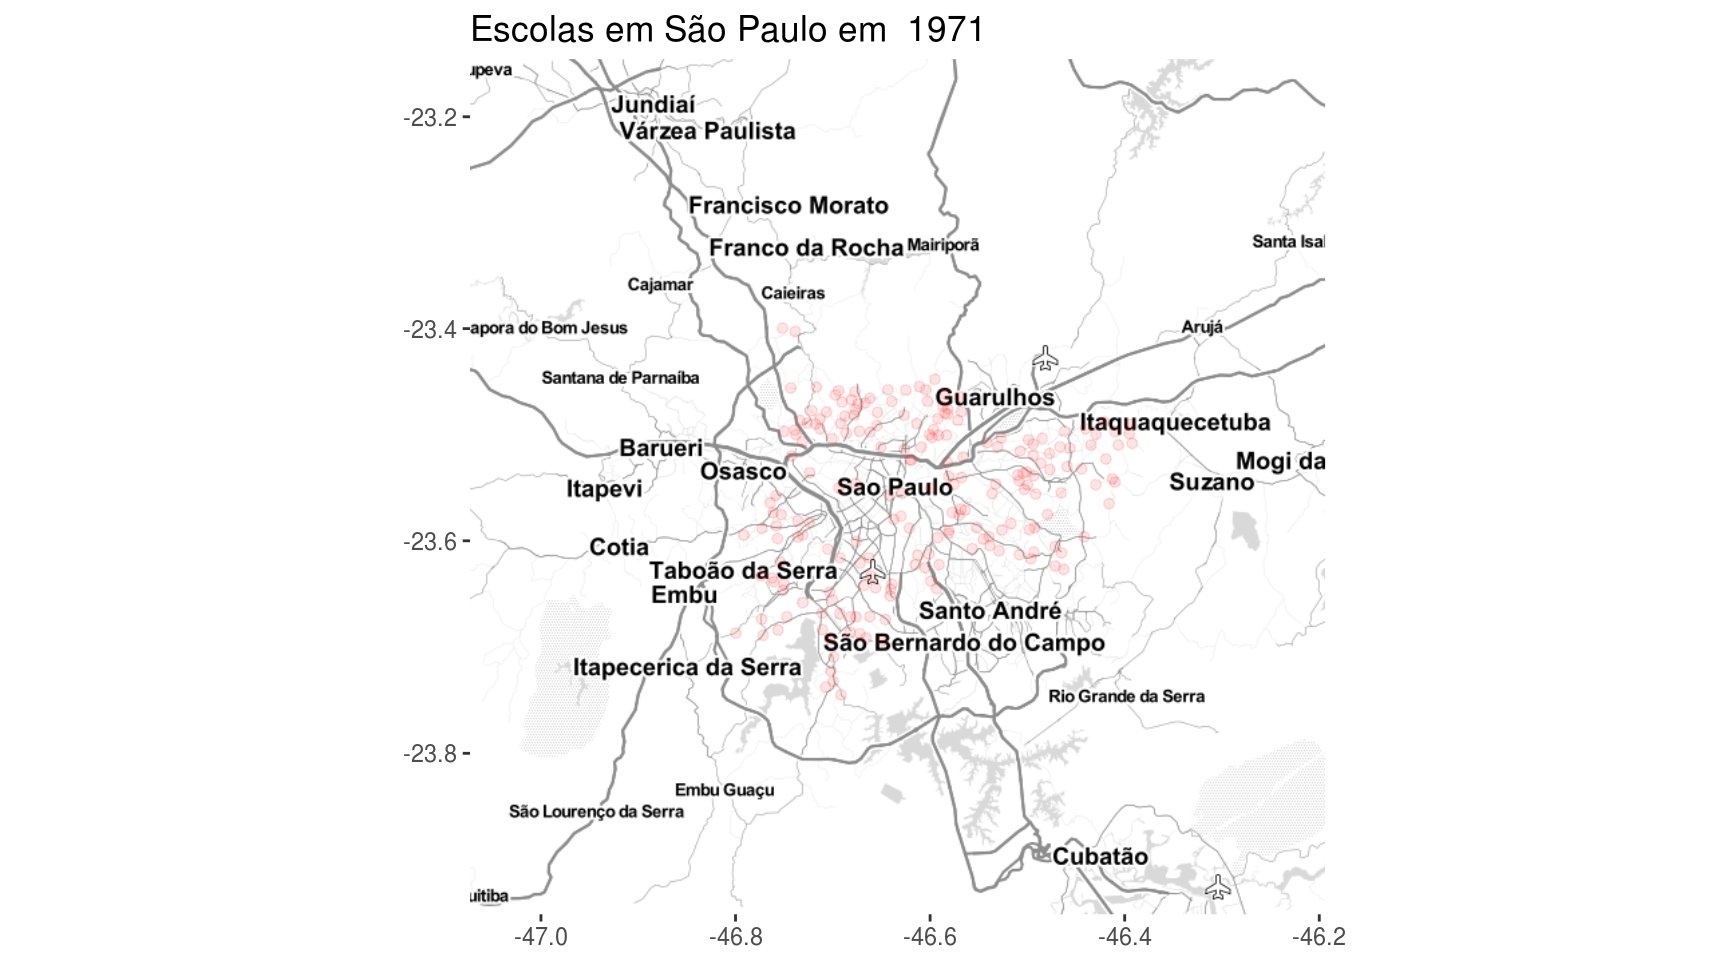 Escolas em São Paulo em 1971
upeva
Jundiaí
-23.2
Várzea Paulista
Francisco Morato
Santa Isa
Franco da Rocha
Mairiporã
Cajamar
Caieiras
-23.4
apora do Bom Jesus
Arujá
Santana de Parnaíba
Guarulhos
Itaquaquecetuba
Barueri
Mogi da
Osasco
Suzano
Itapevi
Sao Paulo
-23.6
Cotia
Taboão da Serra
Embu
Santo André
São Bernardo do Campo
Itapecerica da Serra
Rio Grande da Serra
-23.8
Embu Guaçu
São Lourenço da Serra
Cubatão
uitiba
-47.0
-46.8
-46.6
-46.4
-46.2